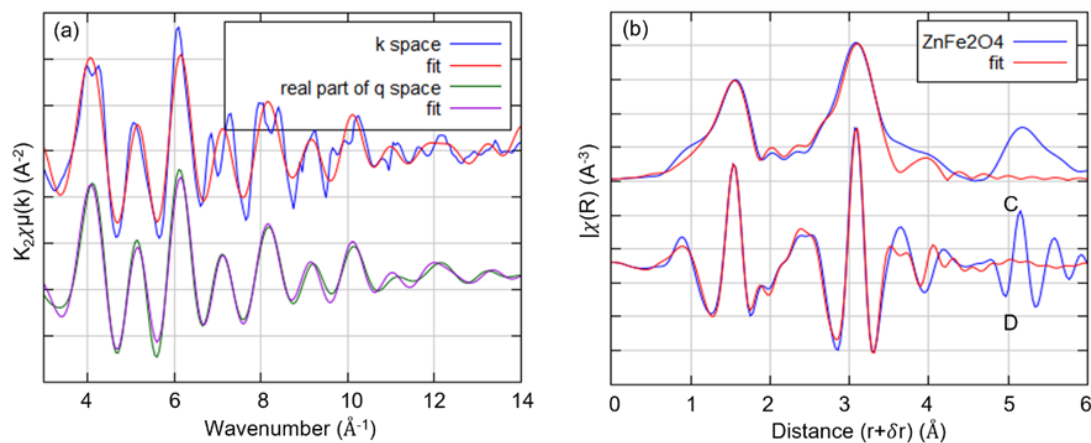 (a)
k space
fit
real part of q space
fit
K₂χμ(k) (A⁻²)
4 6 8 10 12 14
Wavenumber (Å⁻¹)
(b)
ZnFe2O4
fit
C
D
|χ(R) (A⁻³)
0 1 2 3 4 5 6
Distance (r+δr) (Å)